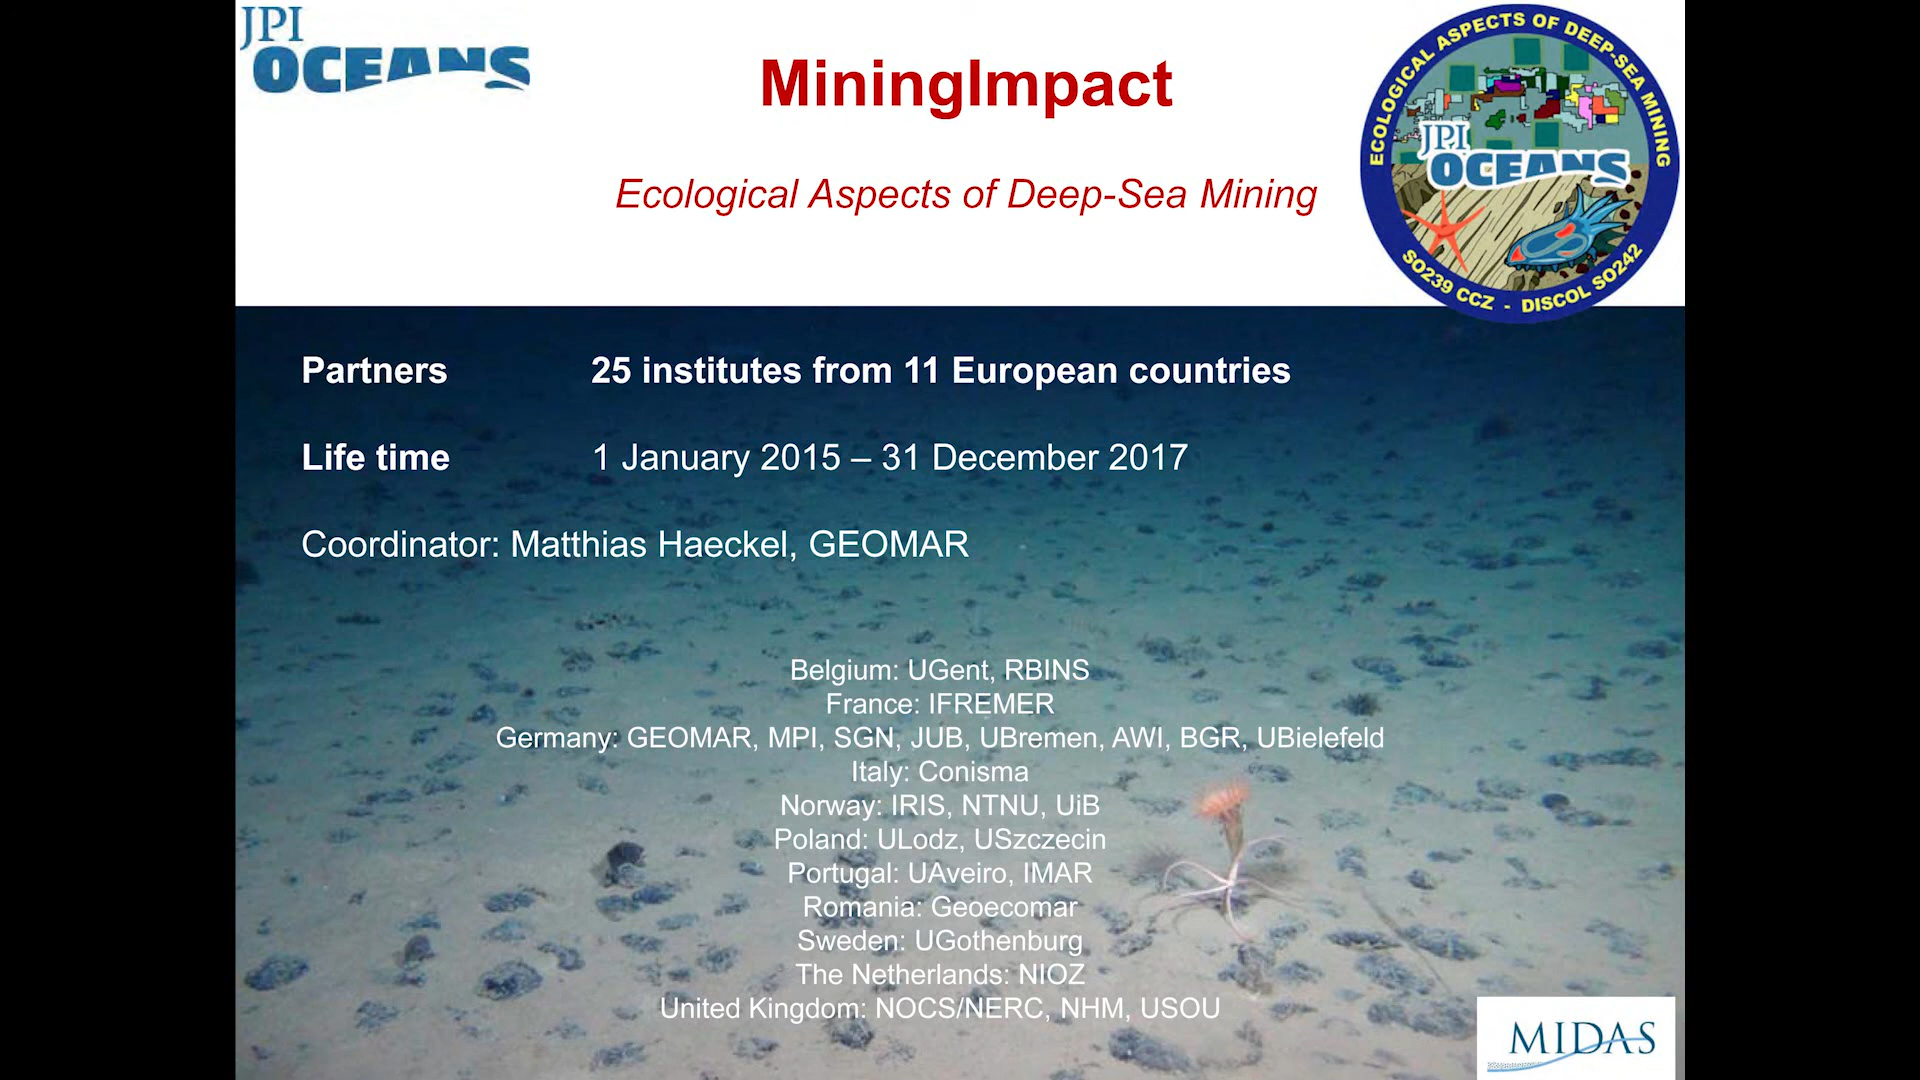 JPI
OCEANS
MiningImpact
Ecological Aspects of Deep-Sea Mining
ECOLOGICAL ASPECTS OF DEEP-SEA MINING
JPI
OCEANS
SO239 CCZ - DISCOL SO242
Partners 25 institutes from 11 European countries
Life time 1 January 2015 – 31 December 2017
Coordinator: Matthias Haeckel, GEOMAR
Belgium: UGent, RBINS
France: IFREMER
Germany: GEOMAR, MPI, SGN, JUB, UBremen, AWI, BGR, UBielefeld
Italy: Conisma
Norway: IRIS, NTNU, UiB
Poland: ULodz, USzczecin
Portugal: UAveiro, IMAR
Romania: Geoecomar
Sweden: UGothenburg
The Netherlands: NIOZ
United Kingdom: NOCS/NERC, NHM, USOU
MIDAS